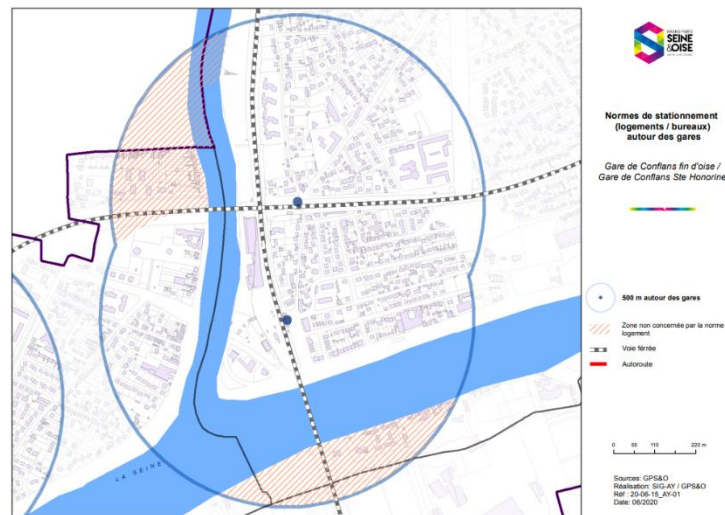 SEINE
&OISE
Normes de stationnement
(logements / bureaux)
autour des gares
Gare de Conflans fin d'oise /
Gare de Conflans Ste Honorine
500 m autour des gares
Zone non concernée par la norme
logement
Voie férrée
Autoroute
LA SEINE
0 55 110 220 m
Sources: GPS&O
Réalisation: SIG-AY / GPS&O
Réf : 20-06-15_AY-01
Date: 06/2020